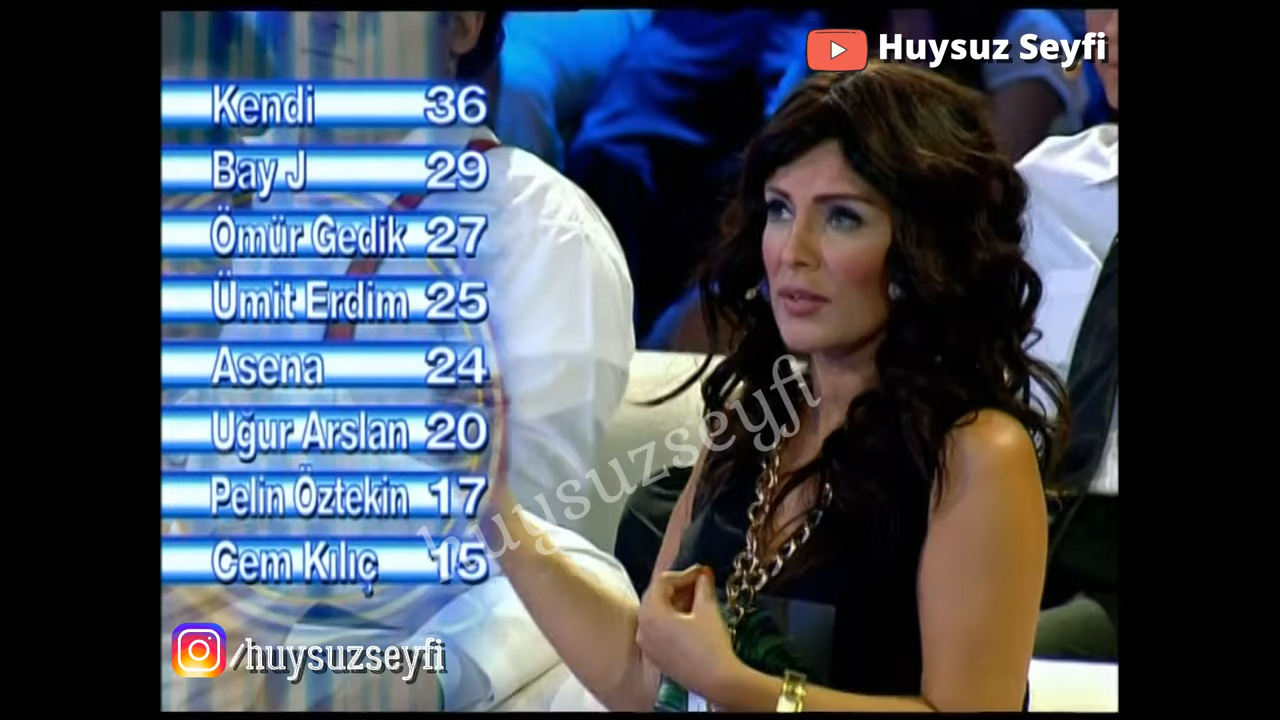 Huysuz Seyfi
Kendi 36
Bay J 29
Ömür Gedik 27
Ümit Erdim 25
Asena 24
Uğur Arslan 20
Pelin Öztekin 17
Cem Kılıç 15
huysuzseyfi
/huysuzseyfi